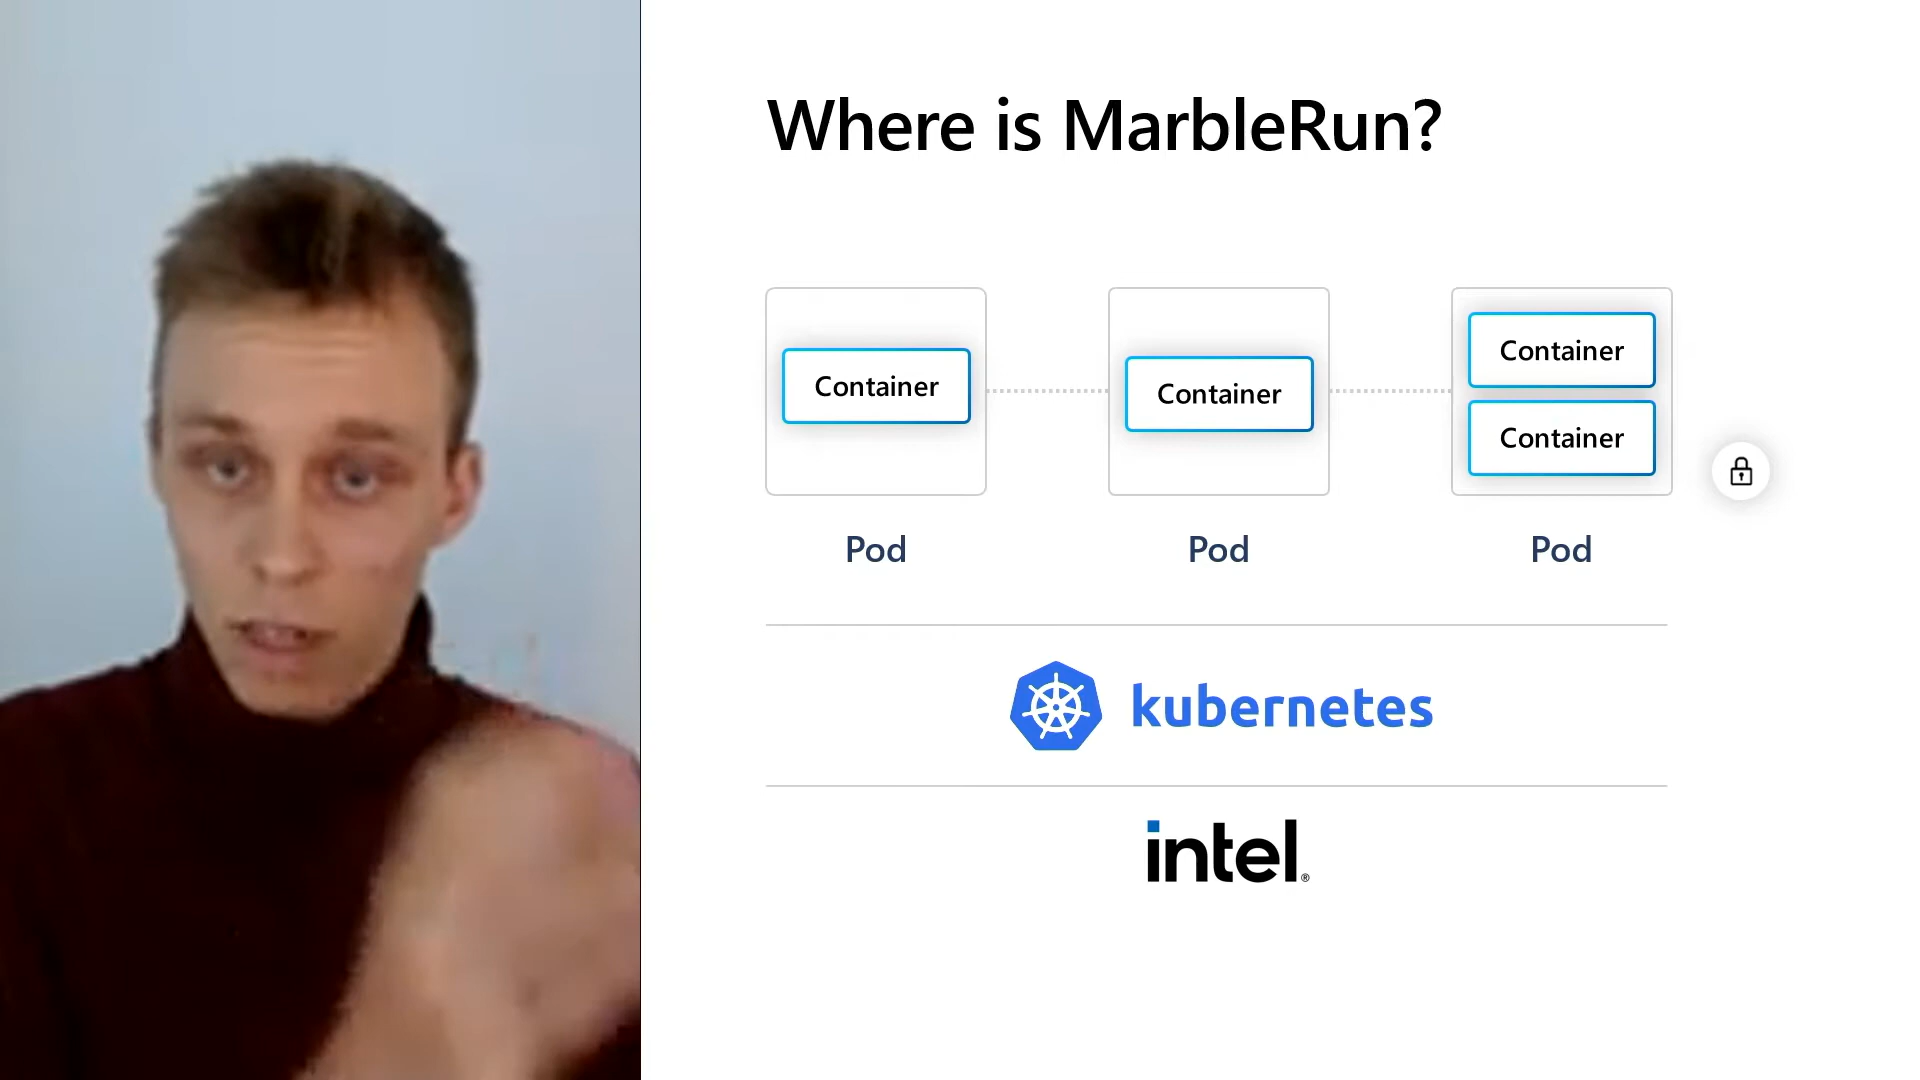 Where is MarbleRun?
Container
Container
Container
Container
Pod
Pod
Pod
kubernetes
intel®